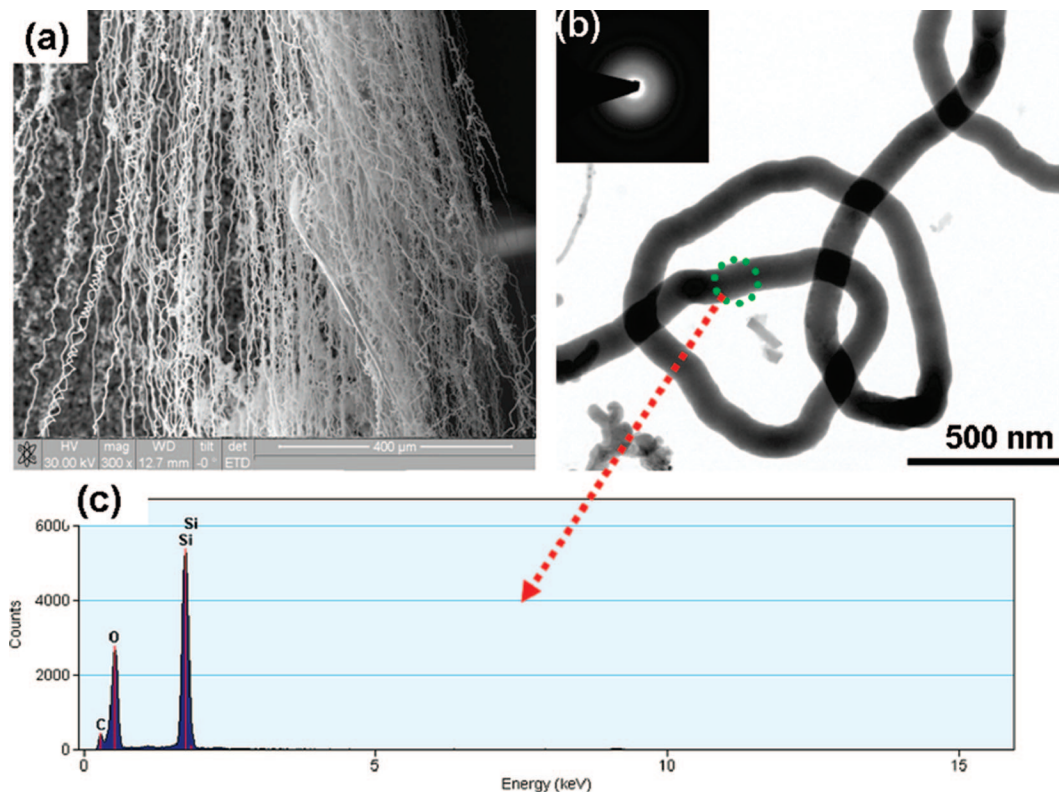 (a)
HV mag WD tilt det
30.00 kV 300 x 12.7 mm -0 ° ETD
400 µm
(b)
500 nm
(c)
Si
Si
O
C
6000
4000
2000
0
Counts
0 5 10 15
Energy (keV)